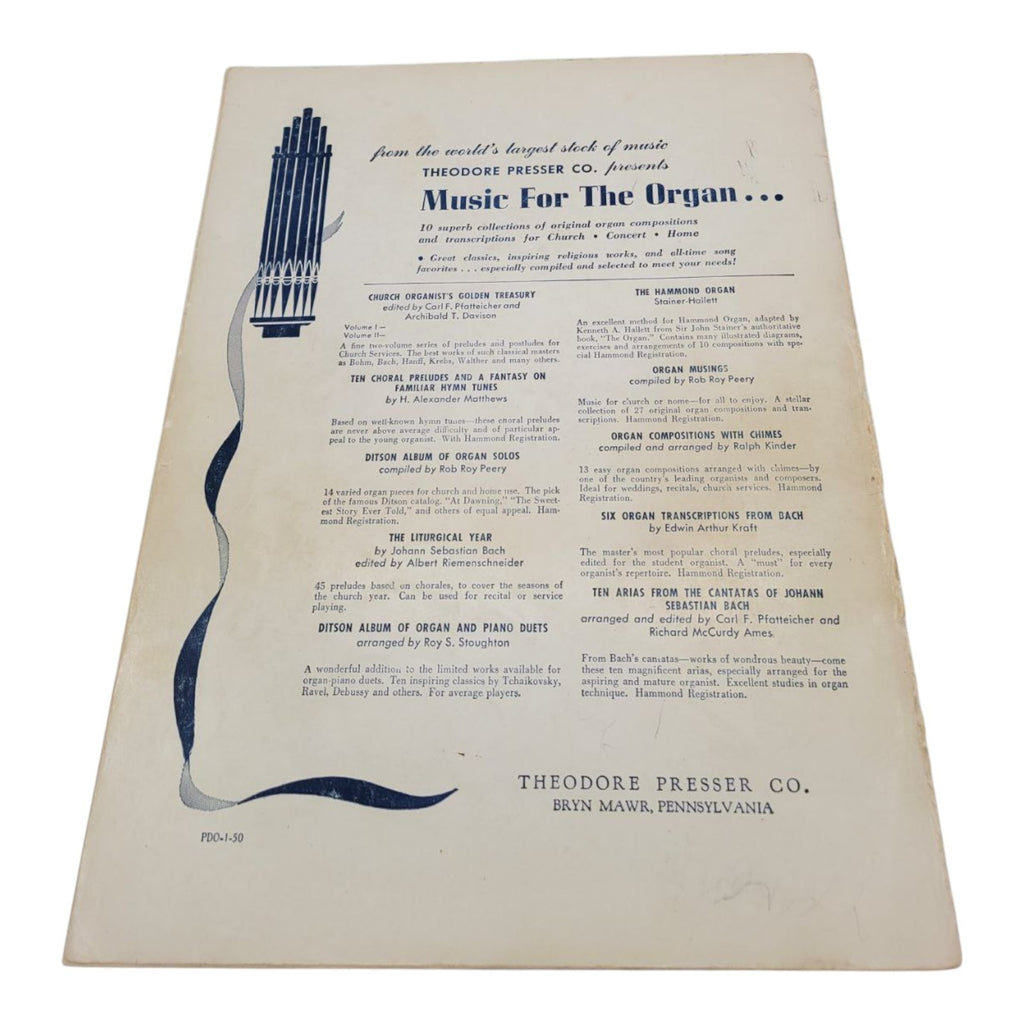 from the world's largest stock of music
THEODORE PRESSER CO. presents
Music For The Organ...
10 superb collections of original organ compositions
and transcriptions for Church • Concert • Home
• Great classics, inspiring religious works, and all-time song
favorites . . . especially compiled and selected to meet your needs!
CHURCH ORGANIST'S GOLDEN TREASURY
edited by Carl F. Pfatteicher and
Archibald T. Davison
Volume I—
Volume II—
A fine two-volume series of preludes and postludes for
Church Services. The best works of such classical masters
as Bohm, Bach, Hanff, Krebs, Walther and many others.
TEN CHORAL PRELUDES AND A FANTASY ON
FAMILIAR HYMN TUNES
by H. Alexander Matthews
Based on well-known hymn tunes—these choral preludes
are never above average difficulty and of particular ap-
peal to the young organist. With Hammond Registration.
DITSON ALBUM OF ORGAN SOLOS
compiled by Rob Roy Peery
14 varied organ pieces for church and home use. The pick
of the famous Ditson catalog. "At Dawning," "The Sweet-
est Story Ever Told," and others of equal appeal. Ham-
mond Registration.
THE LITURGICAL YEAR
by Johann Sebastian Bach
edited by Albert Riemenschneider
45 preludes based on chorales, to cover the seasons of
the church year. Can be used for recital or service
playing.
DITSON ALBUM OF ORGAN AND PIANO DUETS
arranged by Roy S. Stoughton
A wonderful addition to the limited works available for
organ-piano duets. Ten inspiring classics by Tchaikovsky,
Ravel, Debussy and others. For average players.
THE HAMMOND ORGAN
Stainer-Hallett
An excellent method for Hammond Organ, adapted by
Kenneth A. Hallett from Sir John Stainer's authoritative
book, "The Organ." Contains many illustrated diagrams,
exercises and arrangements of 10 compositions with spe-
cial Hammond Registration.
ORGAN MUSINGS
compiled by Rob Roy Peery
Music for church or home—for all to enjoy. A stellar
collection of 27 original organ compositions and tran-
scriptions. Hammond Registration.
ORGAN COMPOSITIONS WITH CHIMES
compiled and arranged by Ralph Kinder
13 easy organ compositions arranged with chimes—by
one of the country's leading organists and composers.
Ideal for weddings, recitals, church services. Hammond
Registration.
SIX ORGAN TRANSCRIPTIONS FROM BACH
by Edwin Arthur Kraft
The master's most popular choral preludes, especially
edited for the student organist. A "must" for every
organist's repertoire. Hammond Registration.
TEN ARIAS FROM THE CANTATAS OF JOHANN
SEBASTIAN BACH
arranged and edited by Carl F. Pfatteicher and
Richard McCurdy Ames
From Bach's cantatas—works of wondrous beauty—come
these ten magnificent arias, especially arranged for the
aspiring and mature organist. Excellent studies in organ
technique. Hammond Registration.
THEODORE PRESSER CO.
BRYN MAWR, PENNSYLVANIA
PDO-1-50